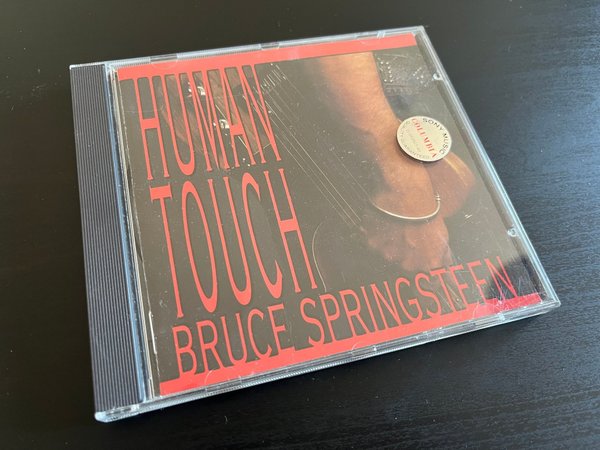 HUMAN
TOUCH
BRUCE SPRINGSTEEN
SONY MUSIC
COLUMBIA